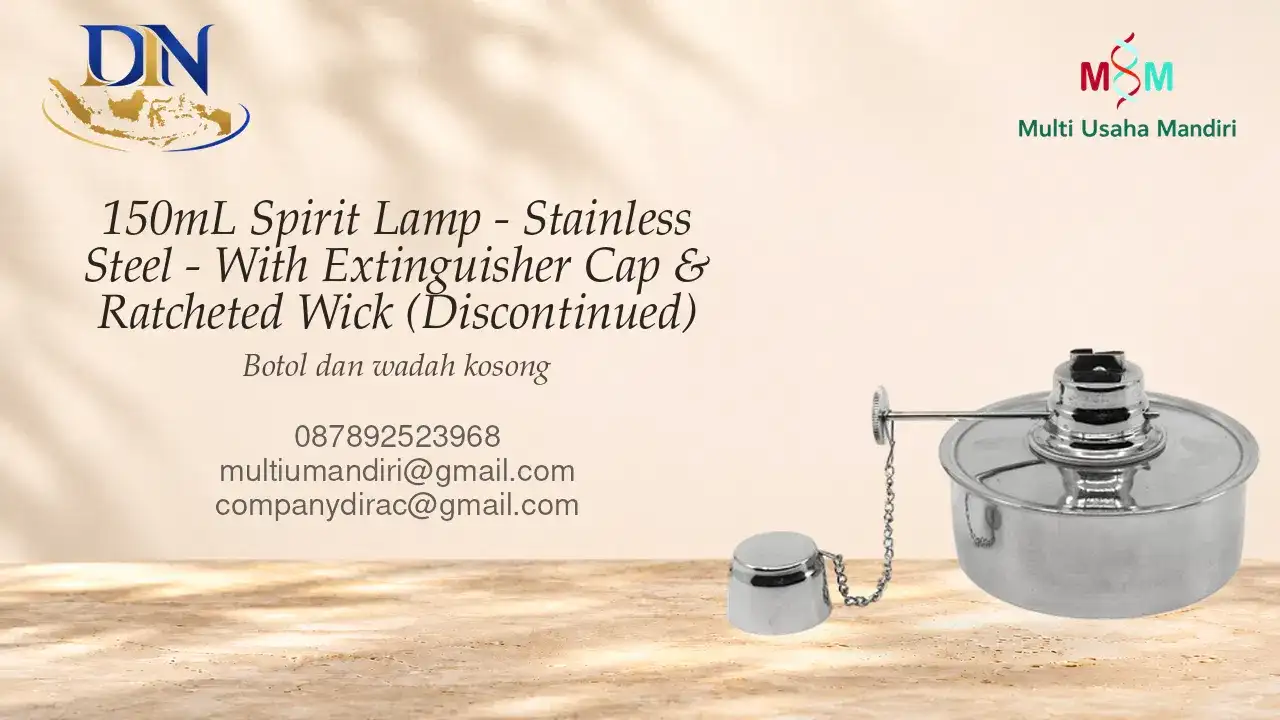 DIN
M M
Multi Usaha Mandiri
150mL Spirit Lamp - Stainless
Steel - With Extinguisher Cap &
Ratcheted Wick (Discontinued)
Botol dan wadah kosong
087892523968
multiumandiri@gmail.com
companydirac@gmail.com